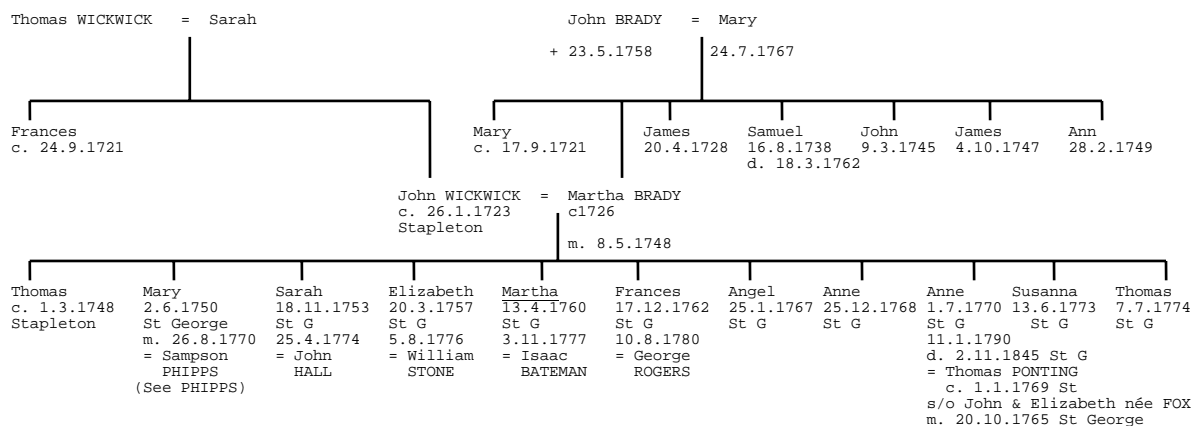 Thomas WICKWICK = Sarah
John BRADY = Mary
+ 23.5.1758 24.7.1767
Frances
c. 24.9.1721
Mary
c. 17.9.1721
James
20.4.1728
Samuel
16.8.1738
d. 18.3.1762
John
9.3.1745
James
4.10.1747
Ann
28.2.1749
John WICKWICK = Martha BRADY
c. 26.1.1723 c1726
Stapleton
m. 8.5.1748
Thomas
c. 1.3.1748
Stapleton
Mary
2.6.1750
St George
m. 26.8.1770
= Sampson
PHIPPS
(See PHIPPS)
Sarah
18.11.1753
St G
25.4.1774
= John
HALL
Elizabeth
20.3.1757
St G
5.8.1776
= William
STONE
Martha
13.4.1760
St G
3.11.1777
= Isaac
BATEMAN
Frances
17.12.1762
St G
10.8.1780
= George
ROGERS
Angel
25.1.1767
St G
Anne
25.12.1768
St G
Anne
1.7.1770
St G
11.1.1790
d. 2.11.1845 St G
= Thomas PONTING
c. 1.1.1769 St
s/o John & Elizabeth née FOX
m. 20.10.1765 St George
Susanna
13.6.1773
St G
Thomas
7.7.1774
St G